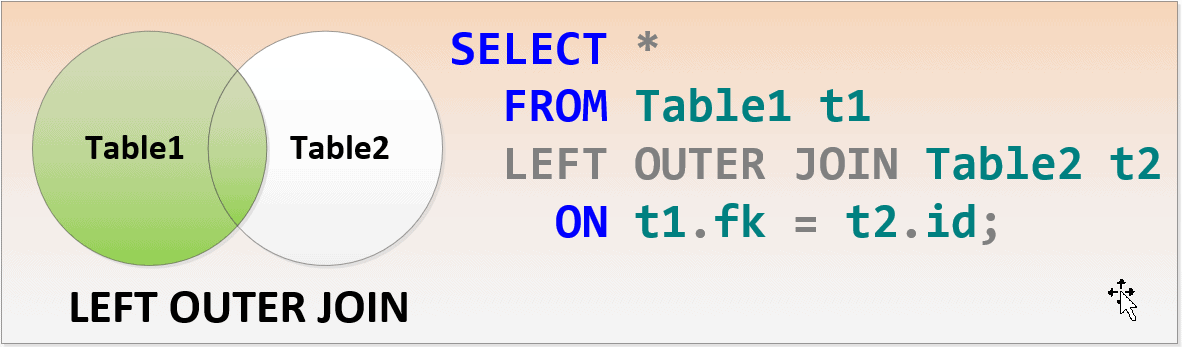 Table1
Table2
LEFT OUTER JOIN
SELECT *
FROM Table1 t1
LEFT OUTER JOIN Table2 t2
ON t1.fk = t2.id;